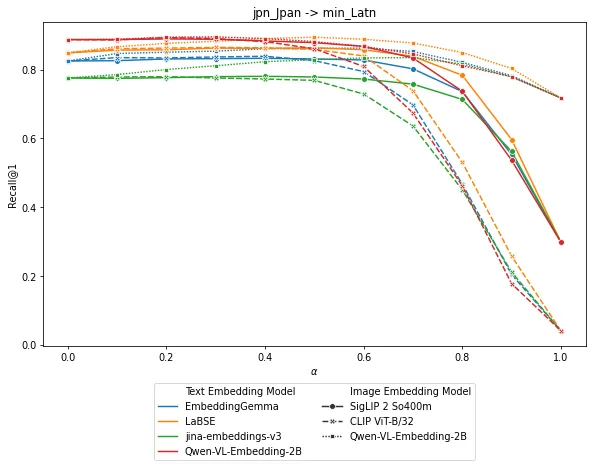 jpn_Jpan -> min_Latn
Recall@1
0.8
0.6
0.4
0.2
0.0
0.0 0.2 0.4 0.6 0.8 1.0
α
Text Embedding Model Image Embedding Model
EmbeddingGemma SigLIP 2 So400m
LaBSE CLIP ViT-B/32
jina-embeddings-v3 Qwen-VL-Embedding-2B
Qwen-VL-Embedding-2B